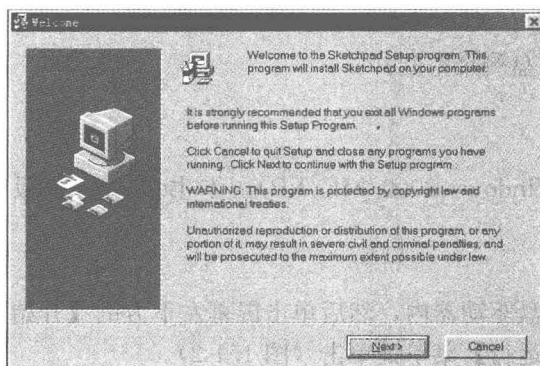 Welcome
Welcome to the Sketchpad Setup program. This
program will install Sketchpad on your computer.
It is strongly recommended that you exit all Windows programs
before running this Setup Program.
Click Cancel to quit Setup and close any programs you have
running. Click Next to continue with the Setup program.
WARNING: This program is protected by copyright law and
international treaties.
Unauthorized reproduction or distribution of this program, or any
portion of it, may result in severe civil and criminal penalties, and
will be prosecuted to the maximum extent possible under law.
Next >
Cancel